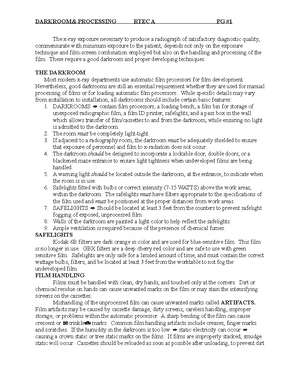 DARKROOM & PROCESSING RTEC A PG #1
The x-ray exposure necessary to produce a radiograph of satisfactory diagnostic quality,
commensurate with minimum exposure to the patient, depends not only on the exposure
technique and film-screen combination employed but also on the handling and processing of the
film. These require a good darkroom and proper developing techniques.
THE DARKROOM
Most modern x-ray departments use automatic film processors for film development.
Nevertheless, good darkrooms are still an essential requirement whether they are used for manual
processing of films or for loading automatic film processors. While specific details may vary
from installation to installation, all darkrooms should include certain basic features:
1. DARKROOMS contain film processors, a loading bench, a film bin for storage of
unexposed radiographic film, a film ID printer, safelights, and a pass box in the wall
which allows transfer of film/cassettes to and from the darkroom, while ensuring no light
is admitted to the darkroom.
2. The room must be completely light-tight.
3. If adjacent to a radiography room, the darkroom must be adequately shielded to ensure
that exposure of personnel and film to x-radiation does not occur.
4. The darkroom should be designed to incorporate a lockable door, double doors, or a
blackened maze to ensure light tightness when undeveloped films are being
handled.
5. A warning light should be located outside the darkroom, at the entrance, to indicate when
the room is in use.
6. Safelights fitted with bulbs or correct intensity (7-15 WATTS) above the work areas,
within the darkroom. The safelights must have filters appropriate to the specifications of
the film used and must be positioned at the proper distances from work areas.
7. SAFELIGHTS Should be located at least 3 feet from the counters to prevent safelight
fogging of exposed, unprocessed film.
8. Walls of the darkroom are painted a light color to help reflect the safelights.
9. Ample ventilation is required because of the presence of chemical fumes.
SAFELIGHTS
Kodak 6B filters are dark orange in color and are used for blue-sensitive film. This film
is no longer in use. GBX filters are a deep cherry red color and are safe to use with green
sensitive film. Safelights are only safe for a limited amount of time, and must contain the correct
wattage bulbs, filters, and be located at least 3 feet from the worktable to not fog the
undeveloped film.
FILM HANDLING
Films must be handled with clean, dry hands, and touched only at the corners. Dirt or
chemical residue on hands can cause unwanted marks on the film or may stain the intensifying
screens on the cassettes.
Mishandling of the unprocessed film can cause unwanted marks called ARTIFACTS.
Film artifacts may be caused by cassette damage, dirty screens, careless handling, improper
storage, or problems within the automatic processor. A sharp bending of the film can cause
crescent or marks. Common film handling artifacts include creases, finger marks
and scratches. If the humidity in the darkroom is too low static electricity can occur
causing a crown static or tree static marks on the films. If films are improperly stacked, smudge
static will occur. Cassettes should be reloaded as soon as possible after unloading, to prevent dirt